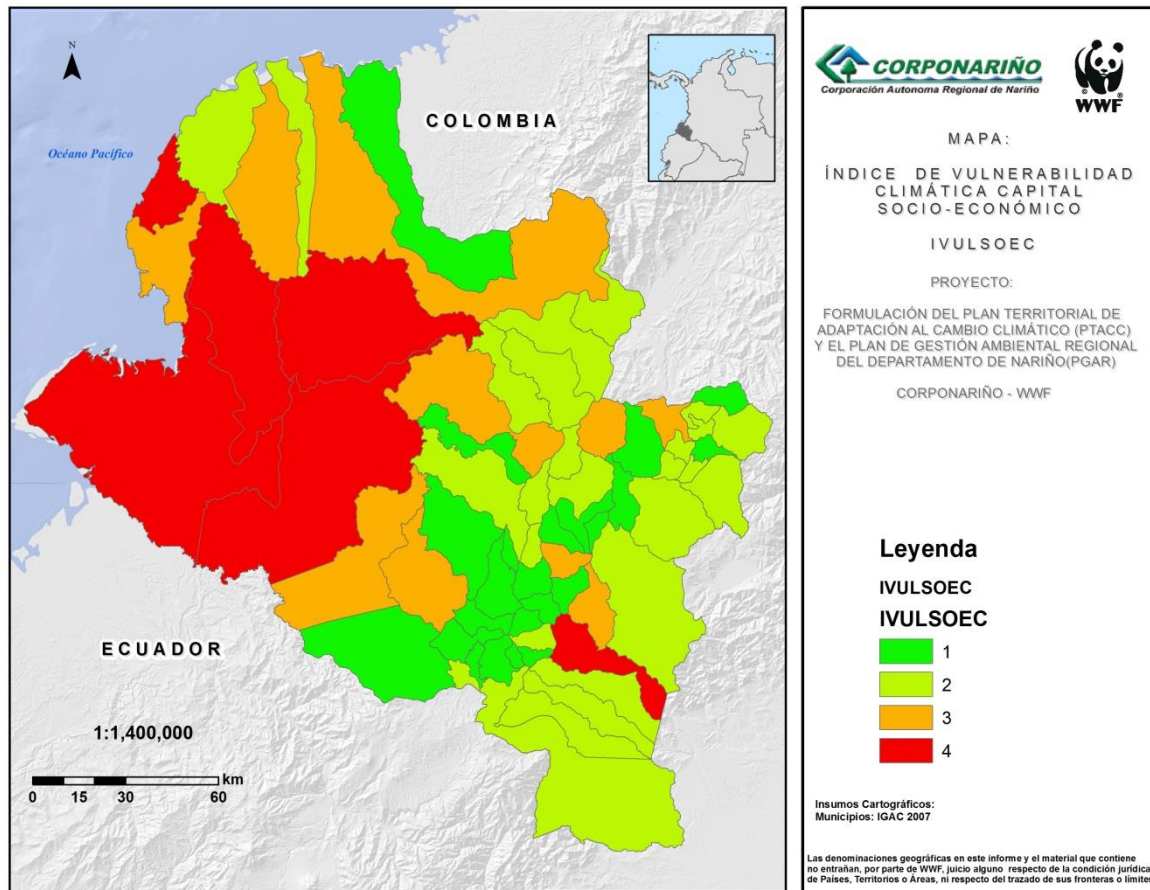 N
COLOMBIA
Océano Pacífico
ECUADOR
1:1,400,000
km
0 15 30 60
CORPONARIÑO
Corporación Autonoma Regional de Nariño
WWF
MAPA:
ÍNDICE DE VULNERABILIDAD
CLIMÁTICA CAPITAL
SOCIO-ECONÓMICO
IVULSOEC
PROYECTO:
FORMULACIÓN DEL PLAN TERRITORIAL DE
ADAPTACIÓN AL CAMBIO CLIMÁTICO (PTACC)
Y EL PLAN DE GESTIÓN AMBIENTAL REGIONAL
DEL DEPARTAMENTO DE NARIÑO(PGAR)
CORPONARIÑO - WWF
Leyenda
IVULSOEC
IVULSOEC
1
2
3
4
Insumos Cartográficos:
Municipios: IGAC 2007
Las denominaciones geográficas en este informe y el material que contiene
no entrañan, por parte de WWF, juicio alguno respecto de la condición jurídica
de Países, Territorios o Áreas, ni respecto del trazado de sus fronteras o límites